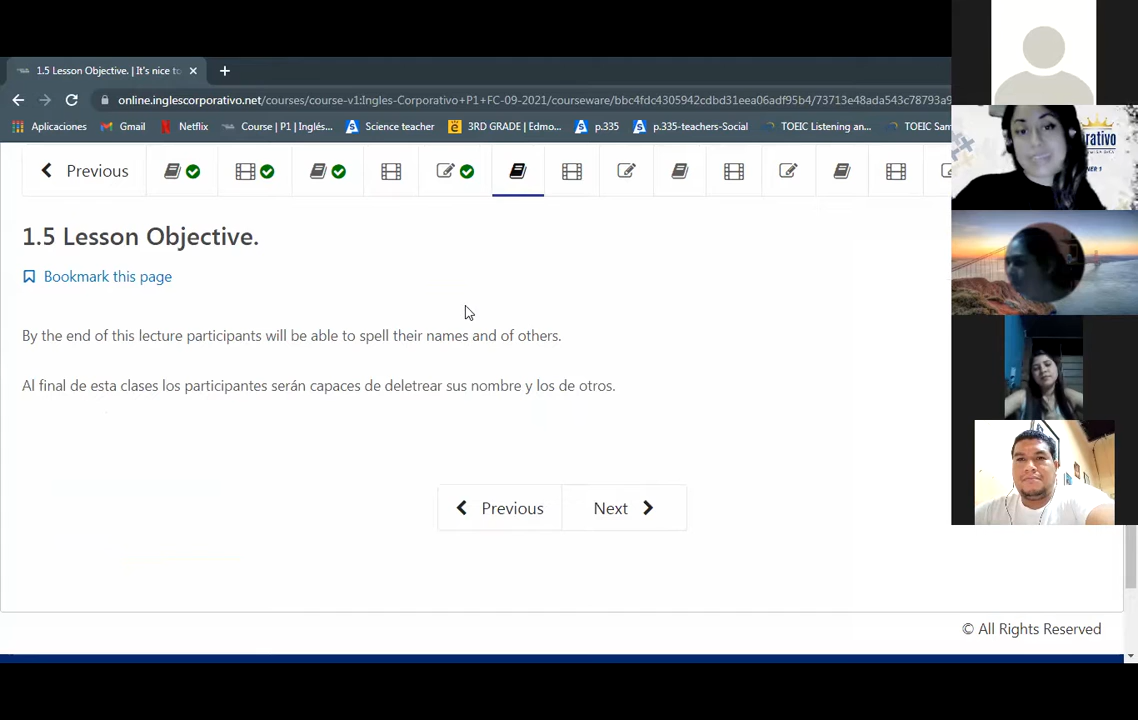 1.5 Lesson Objective. | It's nice to
online.inglescorporativo.net/courses/course-v1:Ingles-Corporativo+P1+FC-09-2021/courseware/bbc4fdc4305942cdbd31eea06adf95b4/73713e48ada543c78793a9
Aplicaciones Gmail Netflix Course | P1 | Inglés... Science teacher 3RD GRADE | Edmo... p.335 p.335-teachers-Social TOEIC Listening an... TOEIC Sam
Previous
1.5 Lesson Objective.
Bookmark this page
By the end of this lecture participants will be able to spell their names and of others.
Al final de esta clases los participantes serán capaces de deletrear sus nombre y los de otros.
Previous Next
© All Rights Reserved